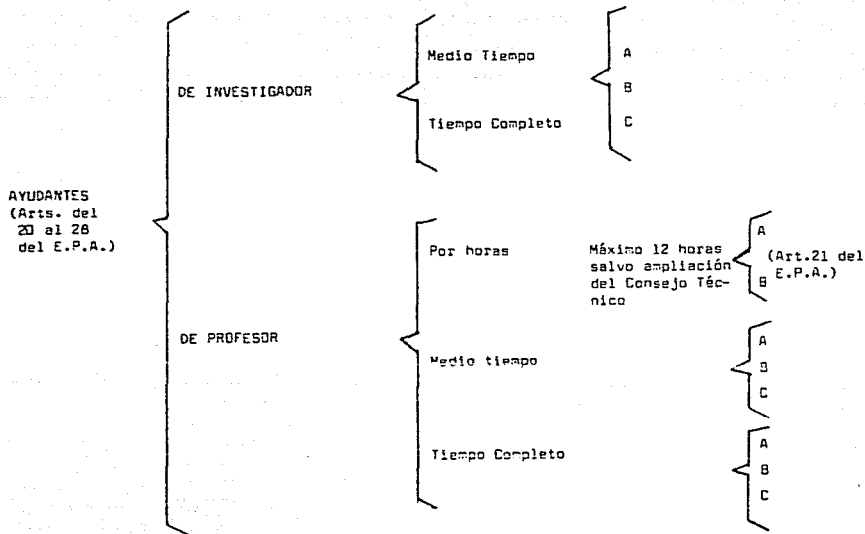 AYUDANTES
(Arts. del
20 al 28
del E.P.A.)
DE INVESTIGADOR
Medio Tiempo
Tiempo Completo
A
B
C
DE PROFESOR
Por horas
Máximo 12 horas
salvo ampliación
del Consejo Téc-
nico
A
B
(Art.21 del
E.P.A.)
Medio tiempo
A
B
C
Tiempo Completo
A
B
C